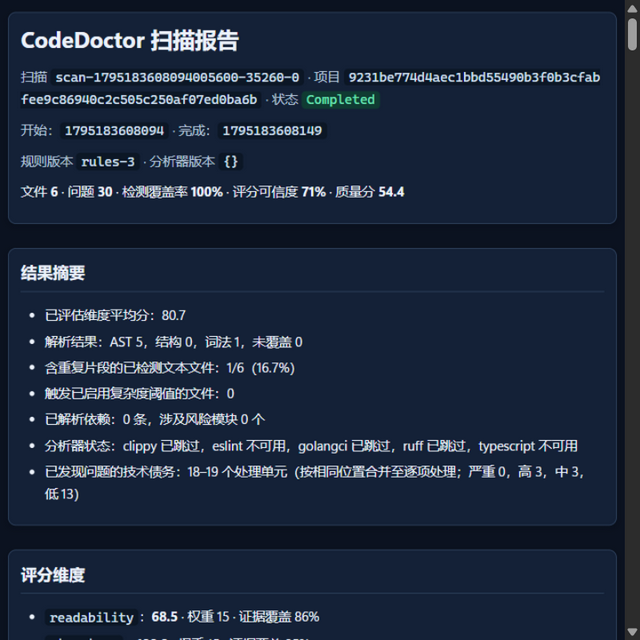 CodeDoctor 扫描报告
扫描 scan-1795183608094005600-35260-0 · 项目 9231be774d4aec1bbd55490b3f0b3cfab
fee9c86940c2c505c250af07ed0ba6b · 状态 Completed
开始： 1795183608094 · 完成： 1795183608149
规则版本 rules-3 · 分析器版本 {}
文件 6 · 问题 30 · 检测覆盖率 100% · 评分可信度 71% · 质量分 54.4
结果摘要
已评估维度平均分：80.7
解析结果：AST 5，结构 0，词法 1，未覆盖 0
含重复片段的已检测文本文件：1/6（16.7%）
触发已启用复杂度阈值的文件：0
已解析依赖：0 条，涉及风险模块 0 个
分析器状态：clippy 已跳过，eslint 不可用，golangci 已跳过，ruff 已跳过，typescript 不可用
已发现问题的技术债务：18–19 个处理单元（按相同位置合并至逐项处理；严重 0，高 3，中 3，
低 13）
评分维度
readability ：68.5 · 权重 15 · 证据覆盖 86%